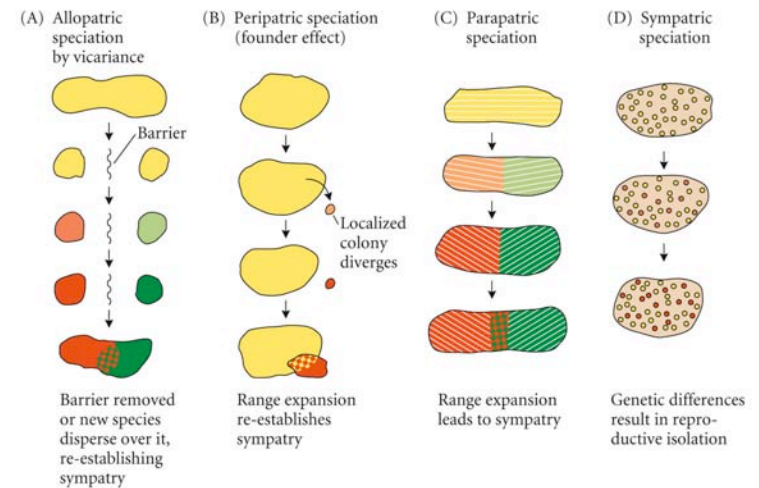 (A) Allopatric
speciation
by vicariance
Barrier
Barrier removed
or new species
disperse over it,
re-establishing
sympatry
(B) Peripatric speciation
(founder effect)
Localized
colony
diverges
Range expansion
re-establishes
sympatry
(C) Parapatric
speciation
Range expansion
leads to sympatry
(D) Sympatric
speciation
Genetic differences
result in repro-
ductive isolation